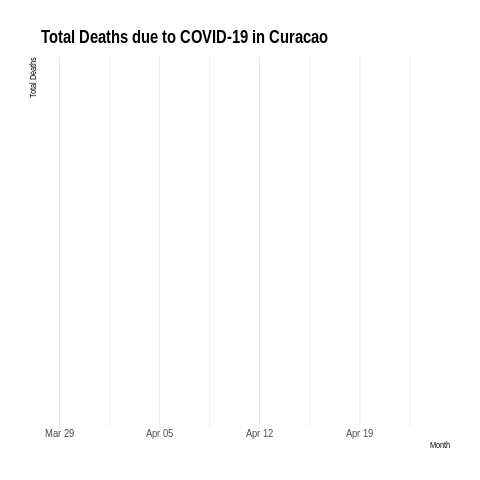 Total Deaths due to COVID-19 in Curacao
Total Deaths
Mar 29
Apr 05
Apr 12
Apr 19
Month